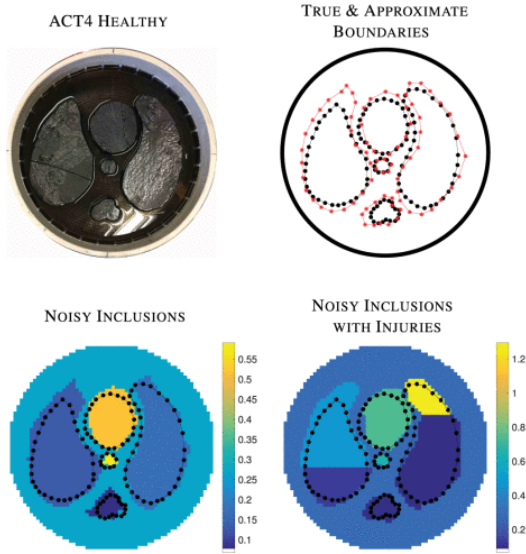 ACT4 HEALTHY
TRUE & APPROXIMATE
BOUNDARIES
NOISY INCLUSIONS
0.55
0.5
0.45
0.4
0.35
0.3
0.25
0.2
0.15
0.1
NOISY INCLUSIONS
WITH INJURIES
1.2
1
0.8
0.6
0.4
0.2